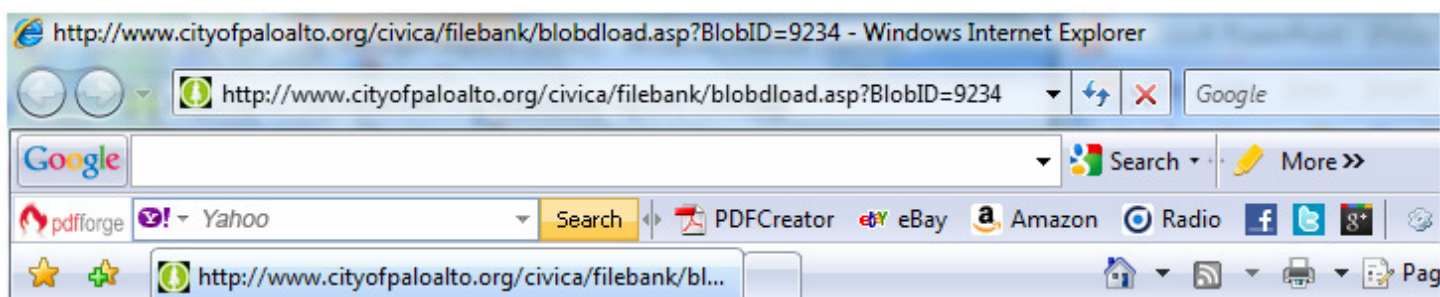 http://www.cityofpaloalto.org/civica/filebank/blobdload.asp?BlobID=9234 - Windows Internet Explorer
http://www.cityofpaloalto.org/civica/filebank/blobdload.asp?BlobID=9234 Google
Google Search More »
pdfforge Y! Yahoo Search PDFCreator ebY eBay a Amazon Radio f g+
http://www.cityofpaloalto.org/civica/filebank/bl... Pag